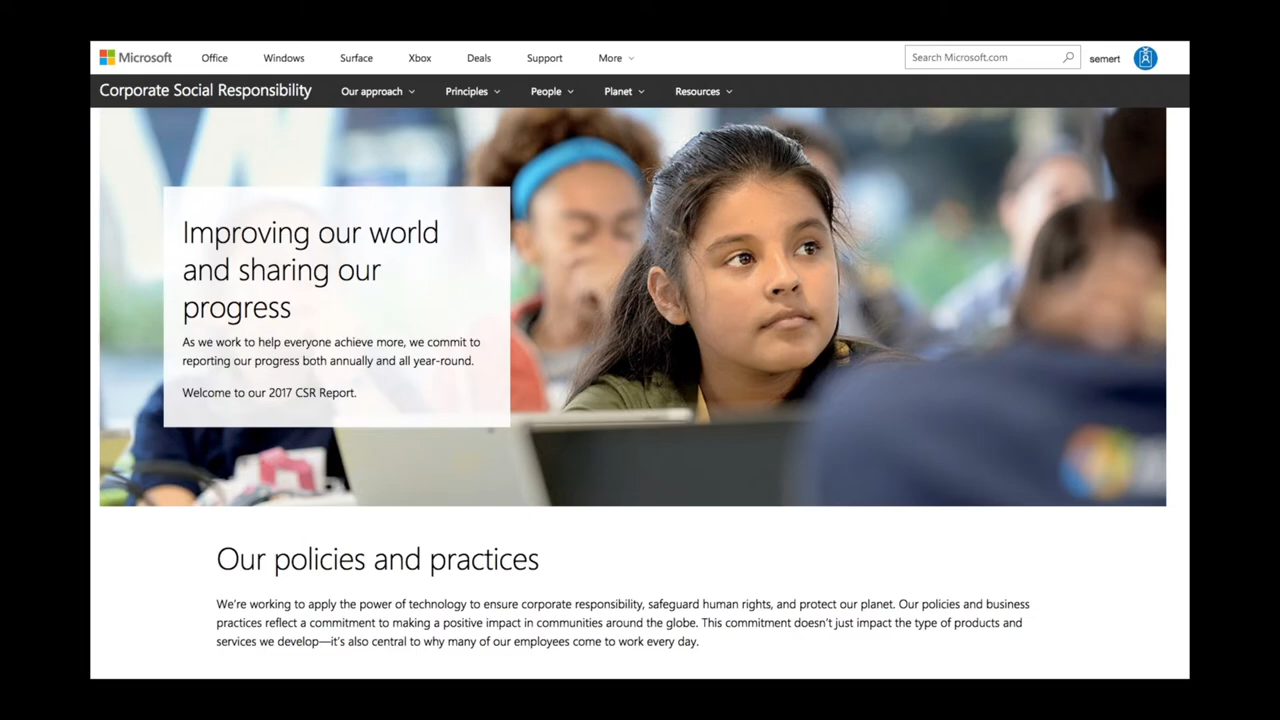 Microsoft Office Windows Surface Xbox Deals Support More Search Microsoft.com semert
Corporate Social Responsibility Our approach Principles People Planet Resources
Improving our world
and sharing our
progress
As we work to help everyone achieve more, we commit to
reporting our progress both annually and all year-round.
Welcome to our 2017 CSR Report.
Our policies and practices
We're working to apply the power of technology to ensure corporate responsibility, safeguard human rights, and protect our planet. Our policies and business
practices reflect a commitment to making a positive impact in communities around the globe. This commitment doesn't just impact the type of products and
services we develop—it's also central to why many of our employees come to work every day.